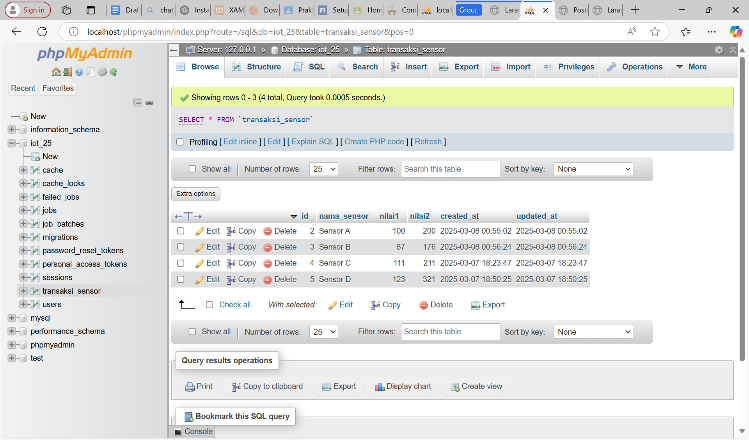 Sign in Draf chat Insta XAM Dow Prak Setu Hom Com local Group Lara Post Lara
localhost/phpmyadmin/index.php?route=/sql&db=iot_25&table=transaksi_sensor&pos=0
phpMyAdmin
Recent Favorites
New
information_schema
iot_25
New
cache
cache_locks
failed_jobs
jobs
job_batches
migrations
password_reset_tokens
personal_access_tokens
sessions
transaksi_sensor
users
mysql
performance_schema
phpmyadmin
test
Server: 127.0.0.1 » Database: iot_25 » Table: transaksi_sensor
Browse Structure SQL Search Insert Export Import Privileges Operations More
Showing rows 0 - 3 (4 total, Query took 0.0005 seconds.)
SELECT * FROM `transaksi_sensor`
Profiling [ Edit inline ] [ Edit ] [ Explain SQL ] [ Create PHP code ] [ Refresh ]
Show all Number of rows: 25 Filter rows: Search this table Sort by key: None
Extra options
←T→ id nama_sensor nilai1 nilai2 created_at updated_at
Edit Copy Delete 2 Sensor A 100 200 2025-03-08 00:55:02 2025-03-08 00:55:02
Edit Copy Delete 3 Sensor B 87 176 2025-03-08 00:56:24 2025-03-08 00:56:24
Edit Copy Delete 4 Sensor C 111 211 2025-03-07 18:23:47 2025-03-07 18:23:47
Edit Copy Delete 5 Sensor D 123 321 2025-03-07 18:50:25 2025-03-07 18:50:25
Check all With selected: Edit Copy Delete Export
Show all Number of rows: 25 Filter rows: Search this table Sort by key: None
Query results operations
Print Copy to clipboard Export Display chart Create view
Bookmark this SQL query
Console